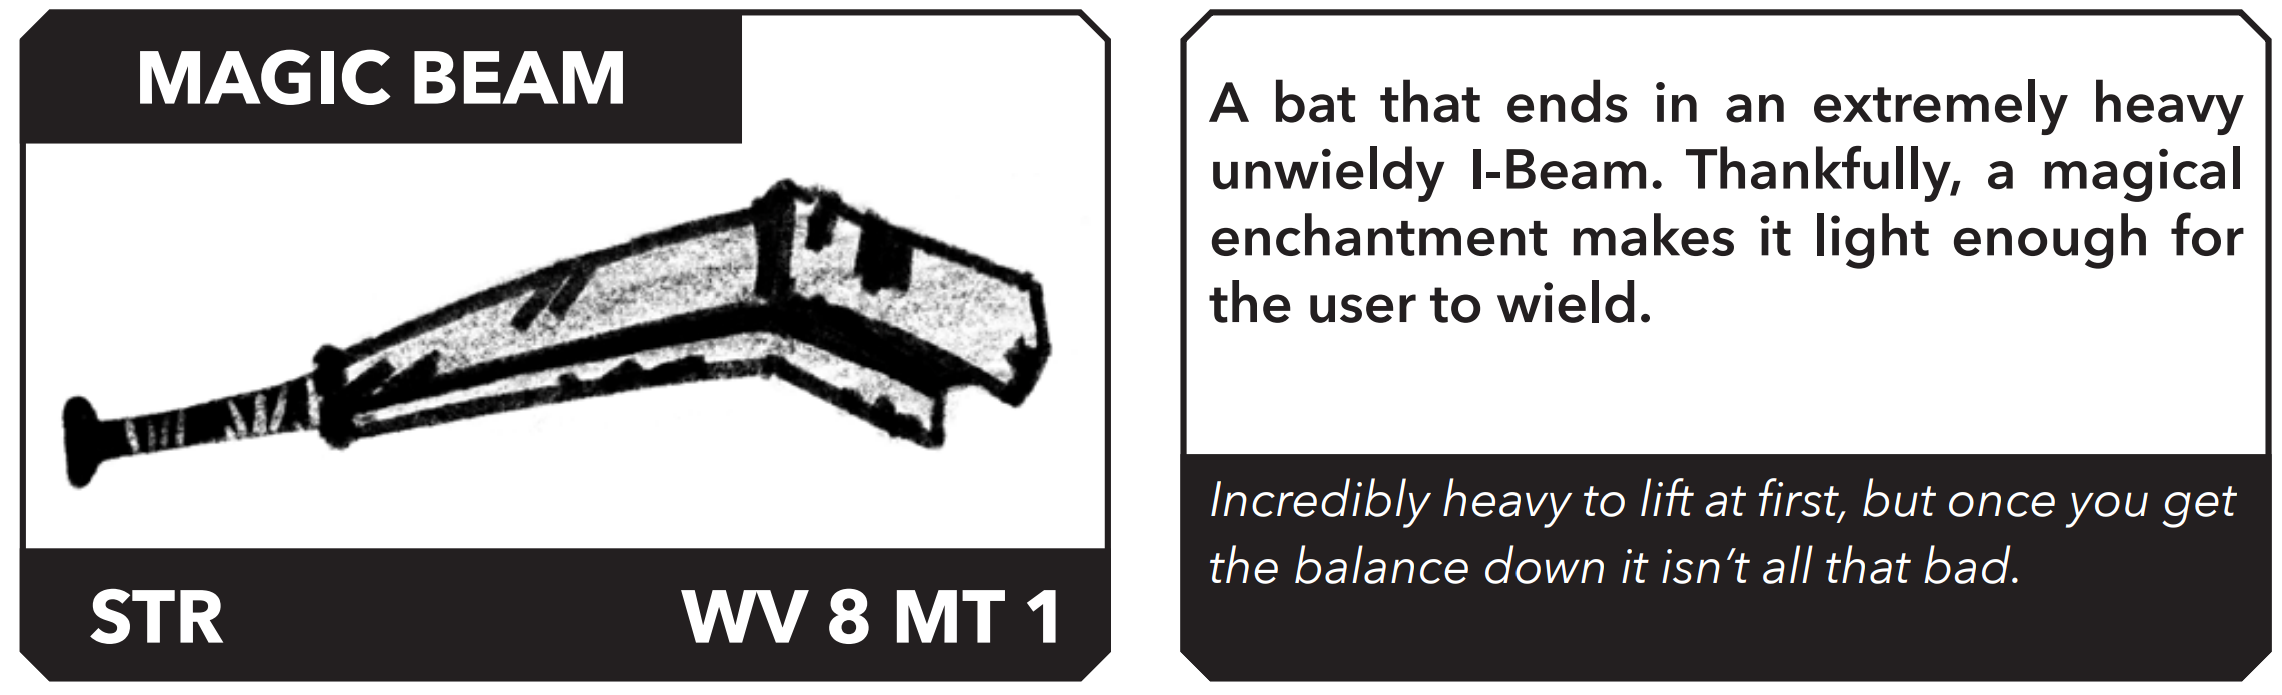 MAGIC BEAM
STR
WV 8 MT 1
A bat that ends in an extremely heavy
unwieldy I-Beam. Thankfully, a magical
enchantment makes it light enough for
the user to wield.
Incredibly heavy to lift at first, but once you get
the balance down it isn’t all that bad.